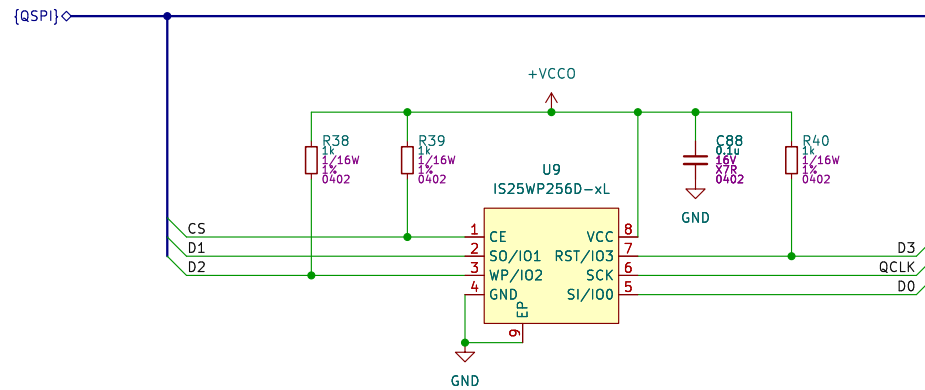 {QSPI}
+VCCO
R38
1k
1/16W
1%
0402
R39
1k
1/16W
1%
0402
C88
0.1u
16V
X7R
0402
R40
1k
1/16W
1%
0402
GND
U9
IS25WP256D-xL
CS
1
CE
VCC
8
D1
2
SO/IO1
RST/IO3
7
D3
D2
3
WP/IO2
SCK
6
QCLK
4
GND
SI/IO0
5
D0
EP
9
GND